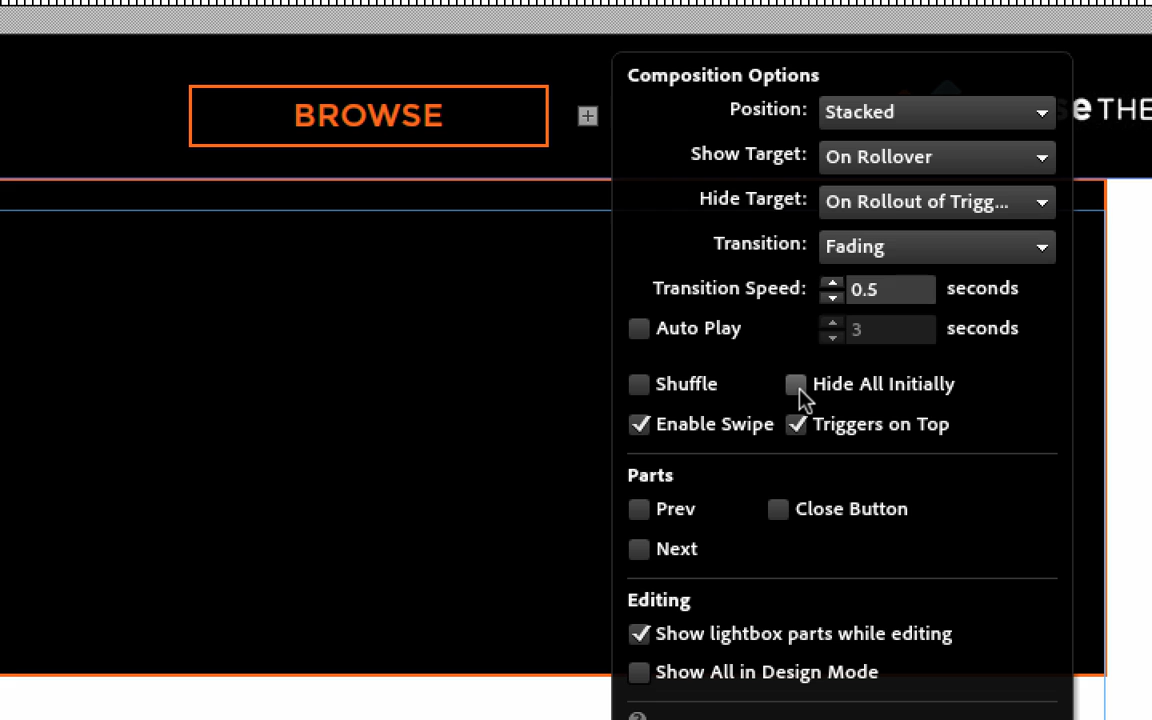 Composition Options
BROWSE
Position: Stacked
e THE
Show Target: On Rollover
Hide Target: On Rollout of Trigg...
Transition: Fading
Transition Speed: 0.5 seconds
Auto Play 3 seconds
Shuffle Hide All Initially
Enable Swipe Triggers on Top
Parts
Prev Close Button
Next
Editing
Show lightbox parts while editing
Show All in Design Mode